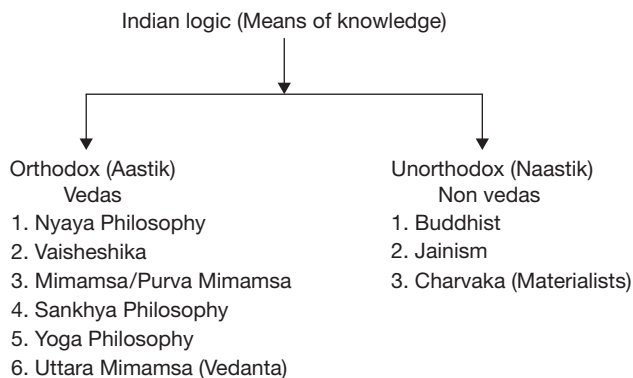 Indian logic (Means of knowledge)
Orthodox (Aastik)
Vedas
1. Nyaya Philosophy
2. Vaisheshika
3. Mimamsa/Purva Mimamsa
4. Sankhya Philosophy
5. Yoga Philosophy
6. Uttara Mimamsa (Vedanta)
Unorthodox (Naastik)
Non vedas
1. Buddhist
2. Jainism
3. Charvaka (Materialists)